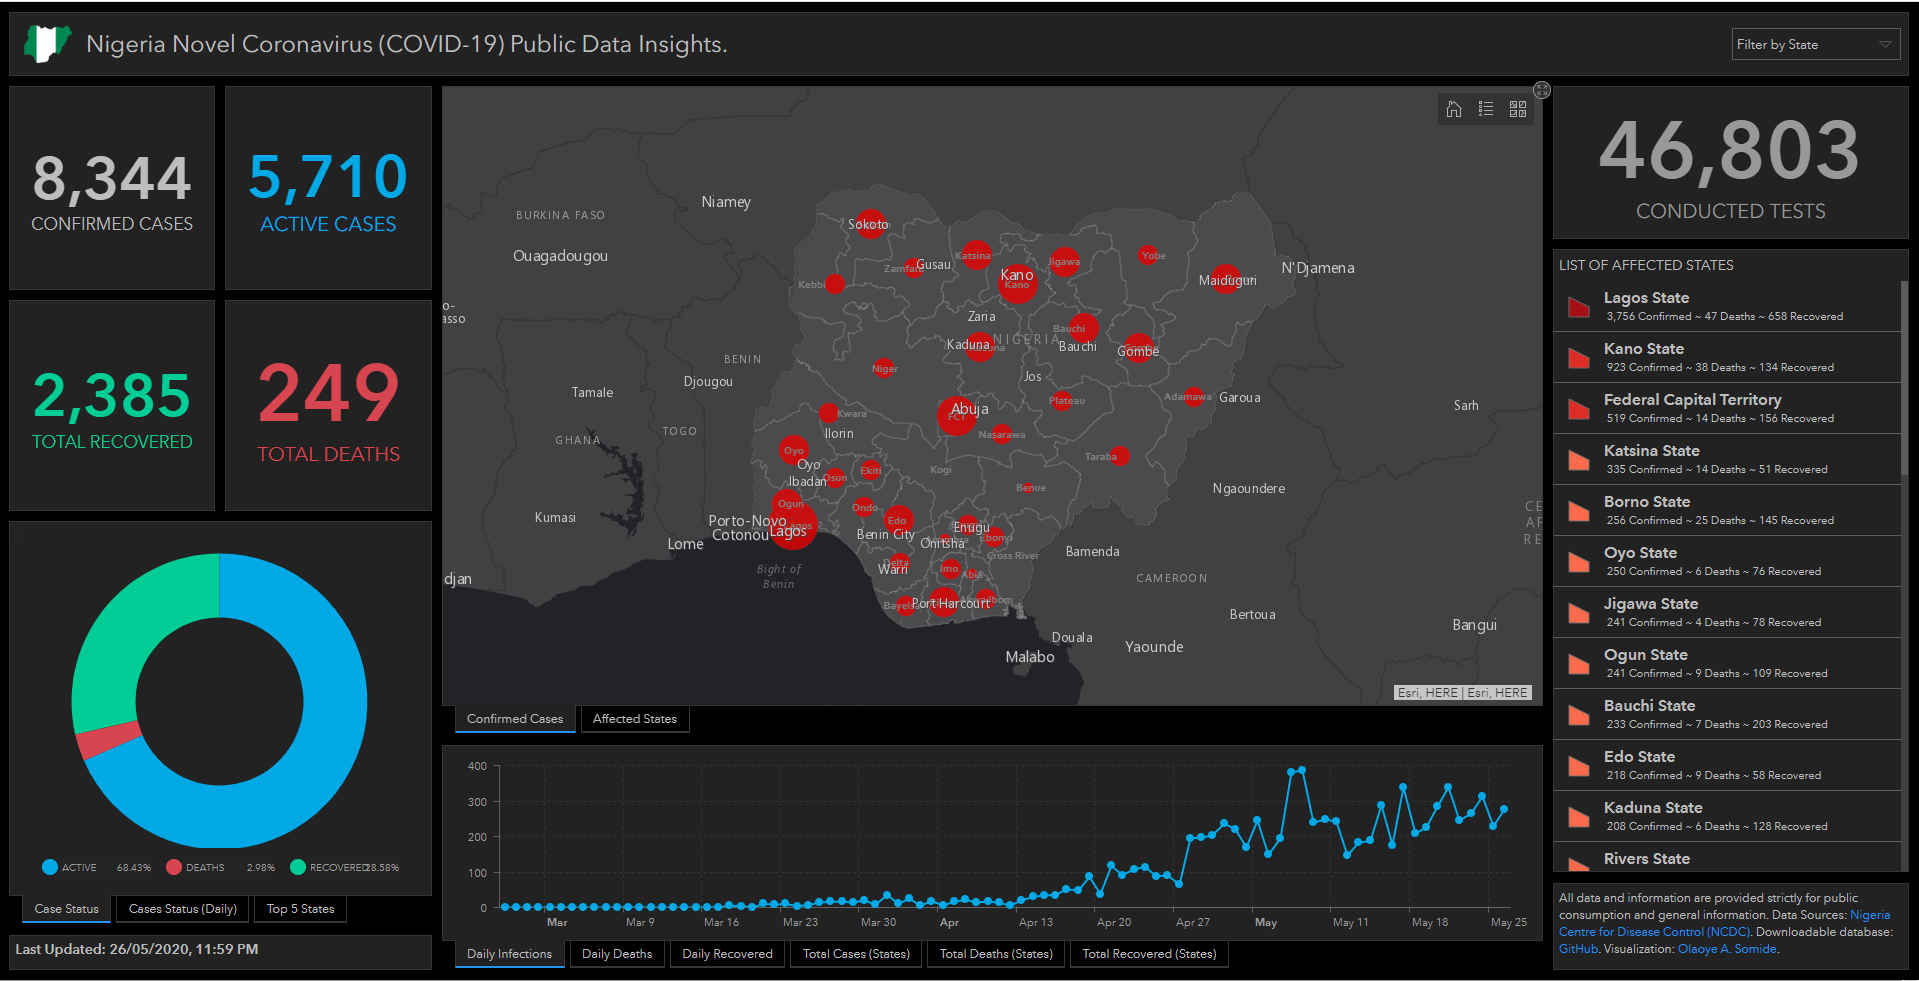 Nigeria Novel Coronavirus (COVID-19) Public Data Insights.
Filter by State
8,344
CONFIRMED CASES
5,710
ACTIVE CASES
2,385
TOTAL RECOVERED
249
TOTAL DEATHS
ACTIVE 68.43% DEATHS 2.98% RECOVERED 28.58%
Case Status Cases Status (Daily) Top 5 States
Last Updated: 26/05/2020, 11:59 PM
Niamey
BURKINA FASO
Ouagadougou
o-
asso
Sokoto
Zamfara
Gusau
Katsina
Kebbi
Kano
Kano
Jigawa
Yobe
Maiduguri
N'Djamena
Zaria
NIGERIA
Kaduna
Bauchi
Bauchi
Gombe
BENIN
Djougou
Niger
Jos
Tamale
Plateau
Adamawa
Garoua
Sarh
Abuja
FCT
Kwara
Ilorin
Nasarawa
GHANA
TOGO
Oyo
Oyo
Ibadan
Osun
Ekiti
Kogi
Taraba
Benue
Ngaoundere
Kumasi
Ogun
Ondo
Edo
Porto-Novo
Cotonou
Lagos
Lome
Benin City
Enugu
Onitsha
Ebonyi
Cross River
Bamenda
CE
AF
RE
Bight of
Benin
Delta
Warri
Imo
Abia
CAMEROON
djan
Port Harcourt
Bertoua
Bangui
Douala
Yaounde
Malabo
Esri, HERE | Esri, HERE
Confirmed Cases Affected States
400
300
200
100
0
Mar Mar 9 Mar 16 Mar 23 Mar 30 Apr Apr 13 Apr 20 Apr 27 May May 11 May 18 May 25
Daily Infections Daily Deaths Daily Recovered Total Cases (States) Total Deaths (States) Total Recovered (States)
46,803
CONDUCTED TESTS
LIST OF AFFECTED STATES
Lagos State
3,756 Confirmed ~ 47 Deaths ~ 658 Recovered
Kano State
923 Confirmed ~ 38 Deaths ~ 134 Recovered
Federal Capital Territory
519 Confirmed ~ 14 Deaths ~ 156 Recovered
Katsina State
335 Confirmed ~ 14 Deaths ~ 51 Recovered
Borno State
256 Confirmed ~ 25 Deaths ~ 145 Recovered
Oyo State
250 Confirmed ~ 6 Deaths ~ 76 Recovered
Jigawa State
241 Confirmed ~ 4 Deaths ~ 78 Recovered
Ogun State
241 Confirmed ~ 9 Deaths ~ 109 Recovered
Bauchi State
233 Confirmed ~ 7 Deaths ~ 203 Recovered
Edo State
218 Confirmed ~ 9 Deaths ~ 58 Recovered
Kaduna State
208 Confirmed ~ 6 Deaths ~ 128 Recovered
Rivers State
All data and information are provided strictly for public
consumption and general information. Data Sources: Nigeria
Centre for Disease Control (NCDC). Downloadable database:
GitHub. Visualization: Olaoye A. Somide.